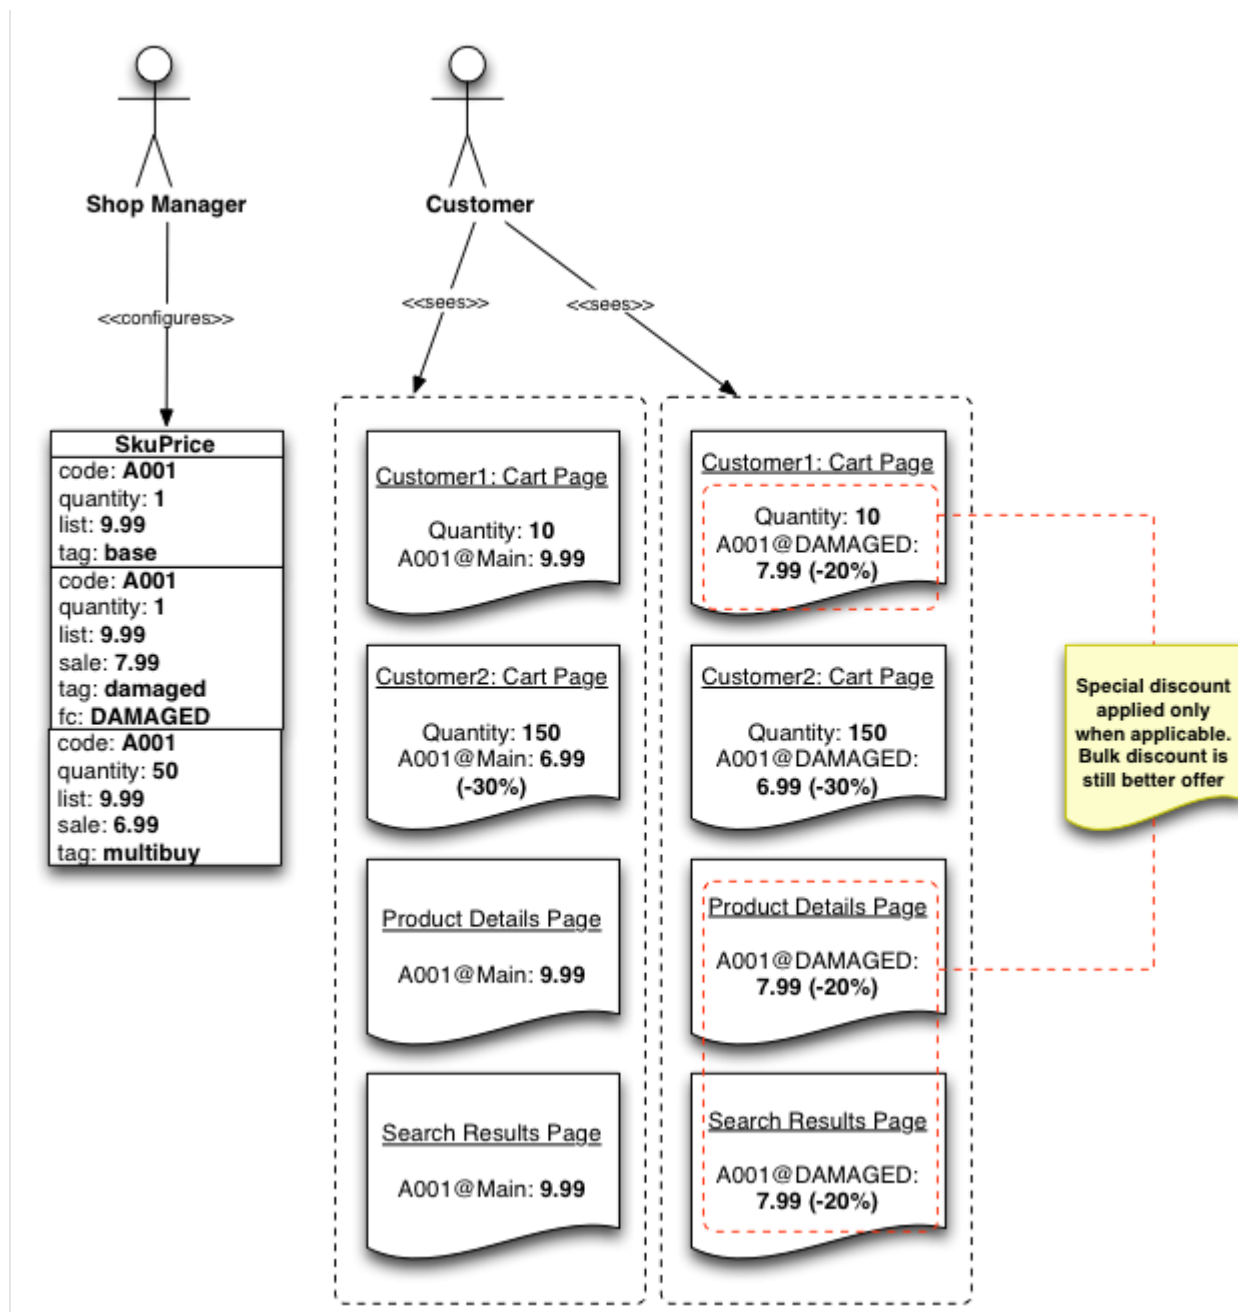 Shop Manager
Customer
<<configures>>
<<sees>>
<<sees>>
SkuPrice
code: A001
quantity: 1
list: 9.99
tag: base
code: A001
quantity: 1
list: 9.99
sale: 7.99
tag: damaged
fc: DAMAGED
code: A001
quantity: 50
list: 9.99
sale: 6.99
tag: multibuy
Customer1: Cart Page
Quantity: 10
A001@Main: 9.99
Customer2: Cart Page
Quantity: 150
A001@Main: 6.99
(-30%)
Product Details Page
A001@Main: 9.99
Search Results Page
A001@Main: 9.99
Customer1: Cart Page
Quantity: 10
A001@DAMAGED:
7.99 (-20%)
Customer2: Cart Page
Quantity: 150
A001@DAMAGED:
6.99 (-30%)
Product Details Page
A001@DAMAGED:
7.99 (-20%)
Search Results Page
A001@DAMAGED:
7.99 (-20%)
Special discount
applied only
when applicable.
Bulk discount is
still better offer